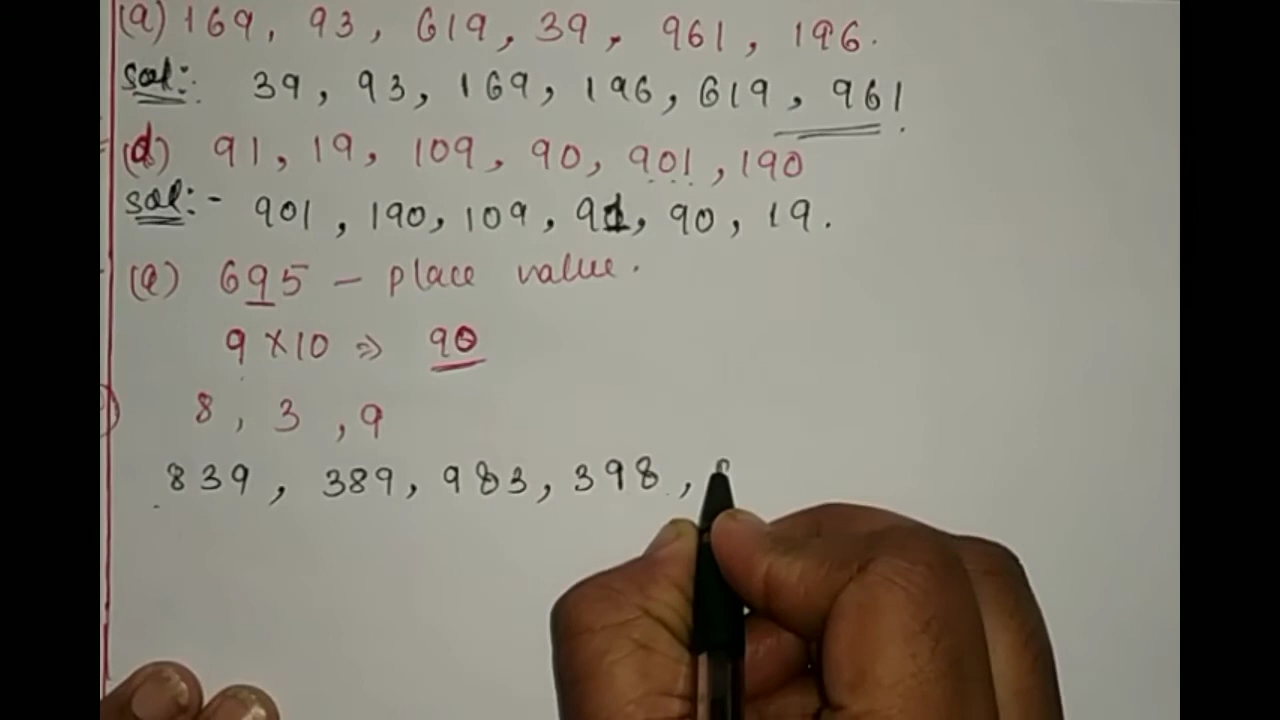 (a) 169, 93, 619, 39, 961, 196.
Sol:- 39, 93, 169, 196, 619, 961.
(d) 91, 19, 109, 90, 901, 190
Sol:- 901, 190, 109, 91, 90, 19.
(e) 695 - place value.
9 × 10 => 90
8, 3, 9
839, 389, 983, 398,